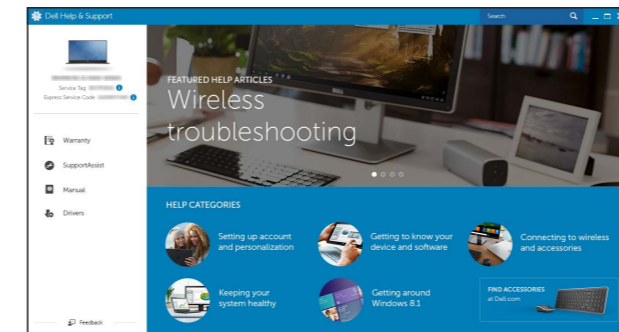 Dell Help & Support
Search
Service Tag
Express Service Code
Warranty
SupportAssist
Manual
Drivers
Feedback
FEATURED HELP ARTICLES
Wireless
troubleshooting
HELP CATEGORIES
Setting up account
and personalization
Getting to know your
device and software
Connecting to wireless
and accessories
Keeping your
system healthy
Getting around
Windows 8.1
FIND ACCESSORIES
at Dell.com